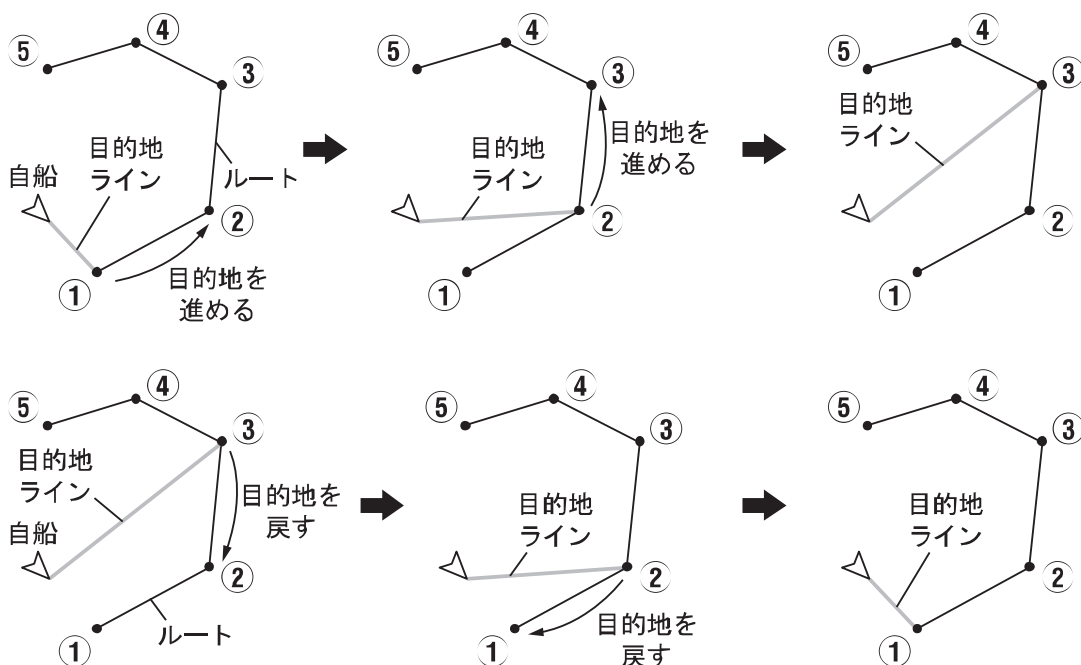 ④
⑤
③
目的地
ライン
自船
ルート
②
①
目的地を
進める
④
⑤
③
目的地を
進める
目的地
ライン
②
①
④
⑤
③
目的地
ライン
②
①
④
⑤
③
目的地
ライン
自船
目的地を
戻す
②
①
ルート
④
⑤
③
目的地
ライン
②
①
目的地を
戻す
④
⑤
③
目的地
ライン
②
①